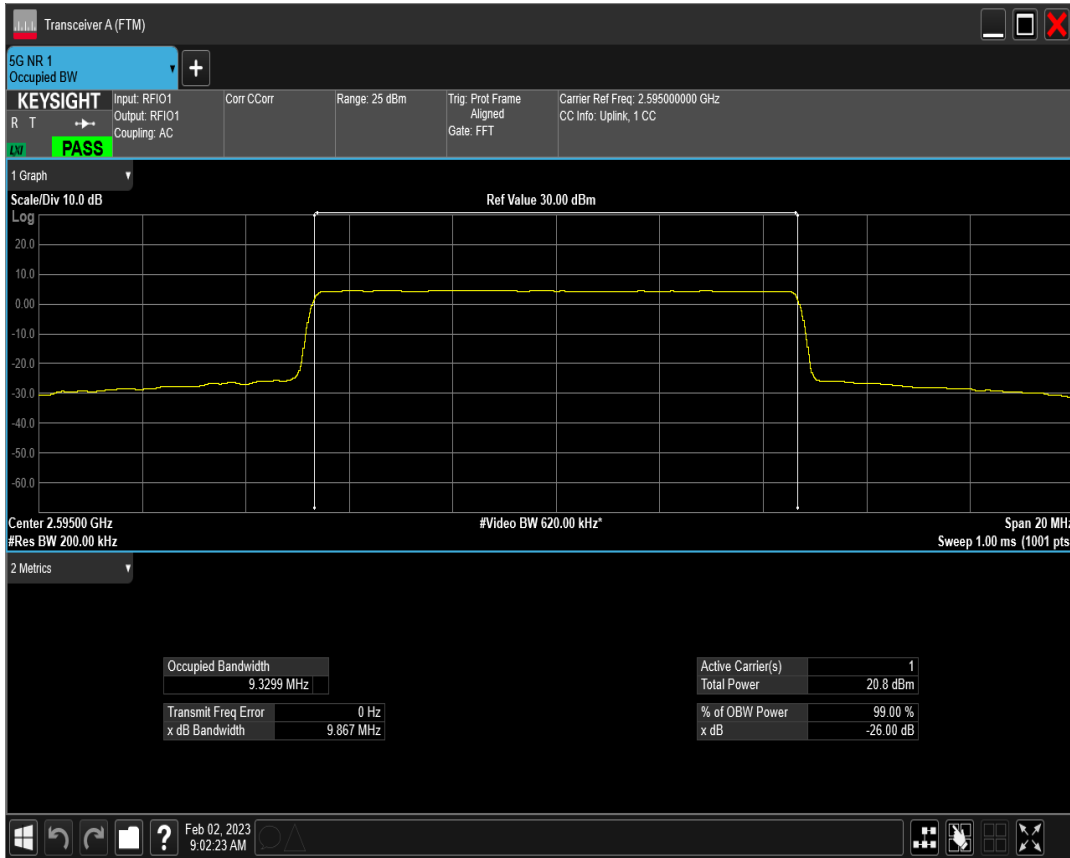 Transceiver A (FTM)
5G NR 1
Occupied BW
+
KEYSIGHT
R T
LXI
PASS
Input: RFIO1
Output: RFIO1
Coupling: AC
Corr CCorr
Range: 25 dBm
Trig: Prot Frame
Aligned
Gate: FFT
Carrier Ref Freq: 2.595000000 GHz
CC Info: Uplink, 1 CC
1 Graph
Scale/Div 10.0 dB
Ref Value 30.00 dBm
Log
20.0
10.0
0.00
-10.0
-20.0
-30.0
-40.0
-50.0
-60.0
Center 2.59500 GHz
#Video BW 620.00 kHz*
Span 20 MHz
#Res BW 200.00 kHz
Sweep 1.00 ms (1001 pts
2 Metrics
Occupied Bandwidth
9.3299 MHz
Transmit Freq Error 0 Hz
x dB Bandwidth 9.867 MHz
Active Carrier(s) 1
Total Power 20.8 dBm
% of OBW Power 99.00 %
x dB -26.00 dB
?
Feb 02, 2023
9:02:23 AM